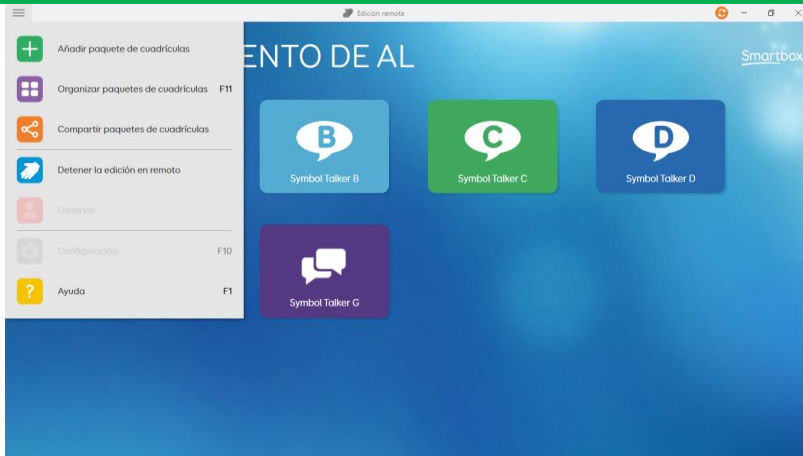 Edición remota
Añadir paquete de cuadrículas
Organizar paquetes de cuadrículas F11
Compartir paquetes de cuadrículas
Detener la edición en remoto
Usuarios
Configuración F10
Ayuda F1
ENTO DE AL
Smartbox
B
Symbol Talker B
C
Symbol Talker C
D
Symbol Talker D
Symbol Talker G